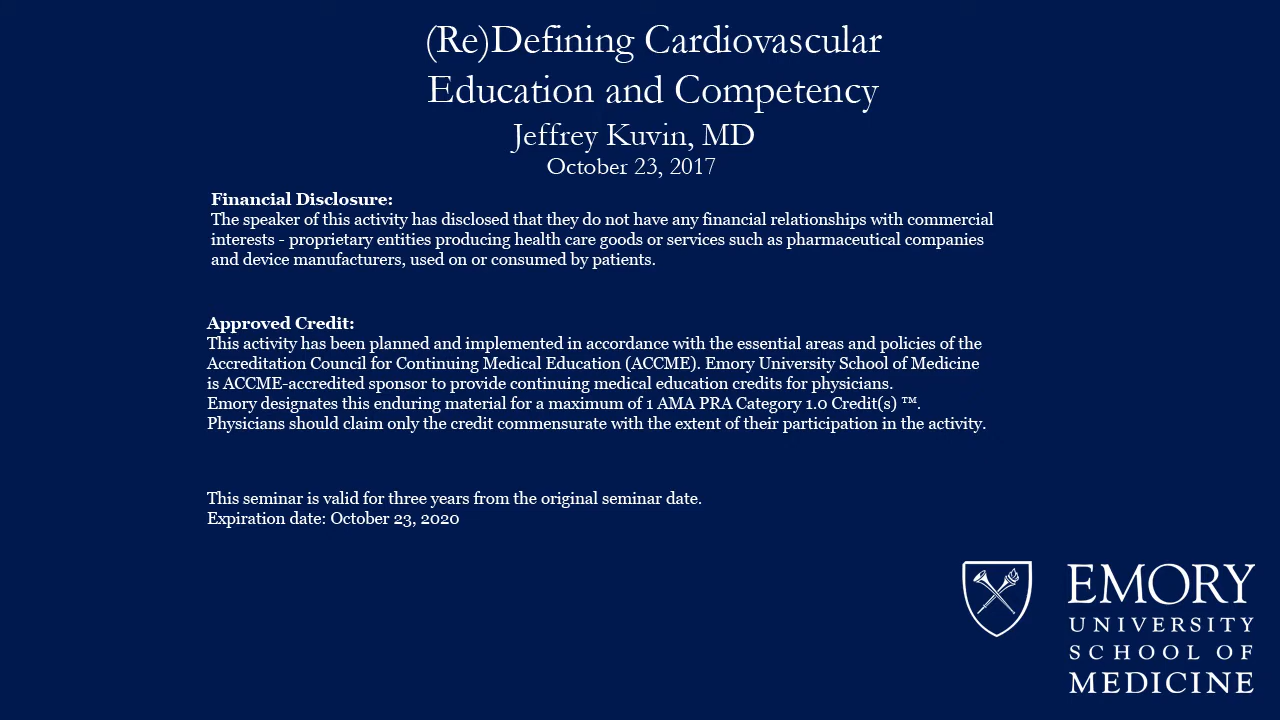 (Re)Defining Cardiovascular
Education and Competency
Jeffrey Kuvin, MD
October 23, 2017
Financial Disclosure:
The speaker of this activity has disclosed that they do not have any financial relationships with commercial
interests - proprietary entities producing health care goods or services such as pharmaceutical companies
and device manufacturers, used on or consumed by patients.
Approved Credit:
This activity has been planned and implemented in accordance with the essential areas and policies of the
Accreditation Council for Continuing Medical Education (ACCME). Emory University School of Medicine
is ACCME-accredited sponsor to provide continuing medical education credits for physicians.
Emory designates this enduring material for a maximum of 1 AMA PRA Category 1.0 Credit(s) ™.
Physicians should claim only the credit commensurate with the extent of their participation in the activity.
This seminar is valid for three years from the original seminar date.
Expiration date: October 23, 2020
EMORY
UNIVERSITY
SCHOOL OF
MEDICINE